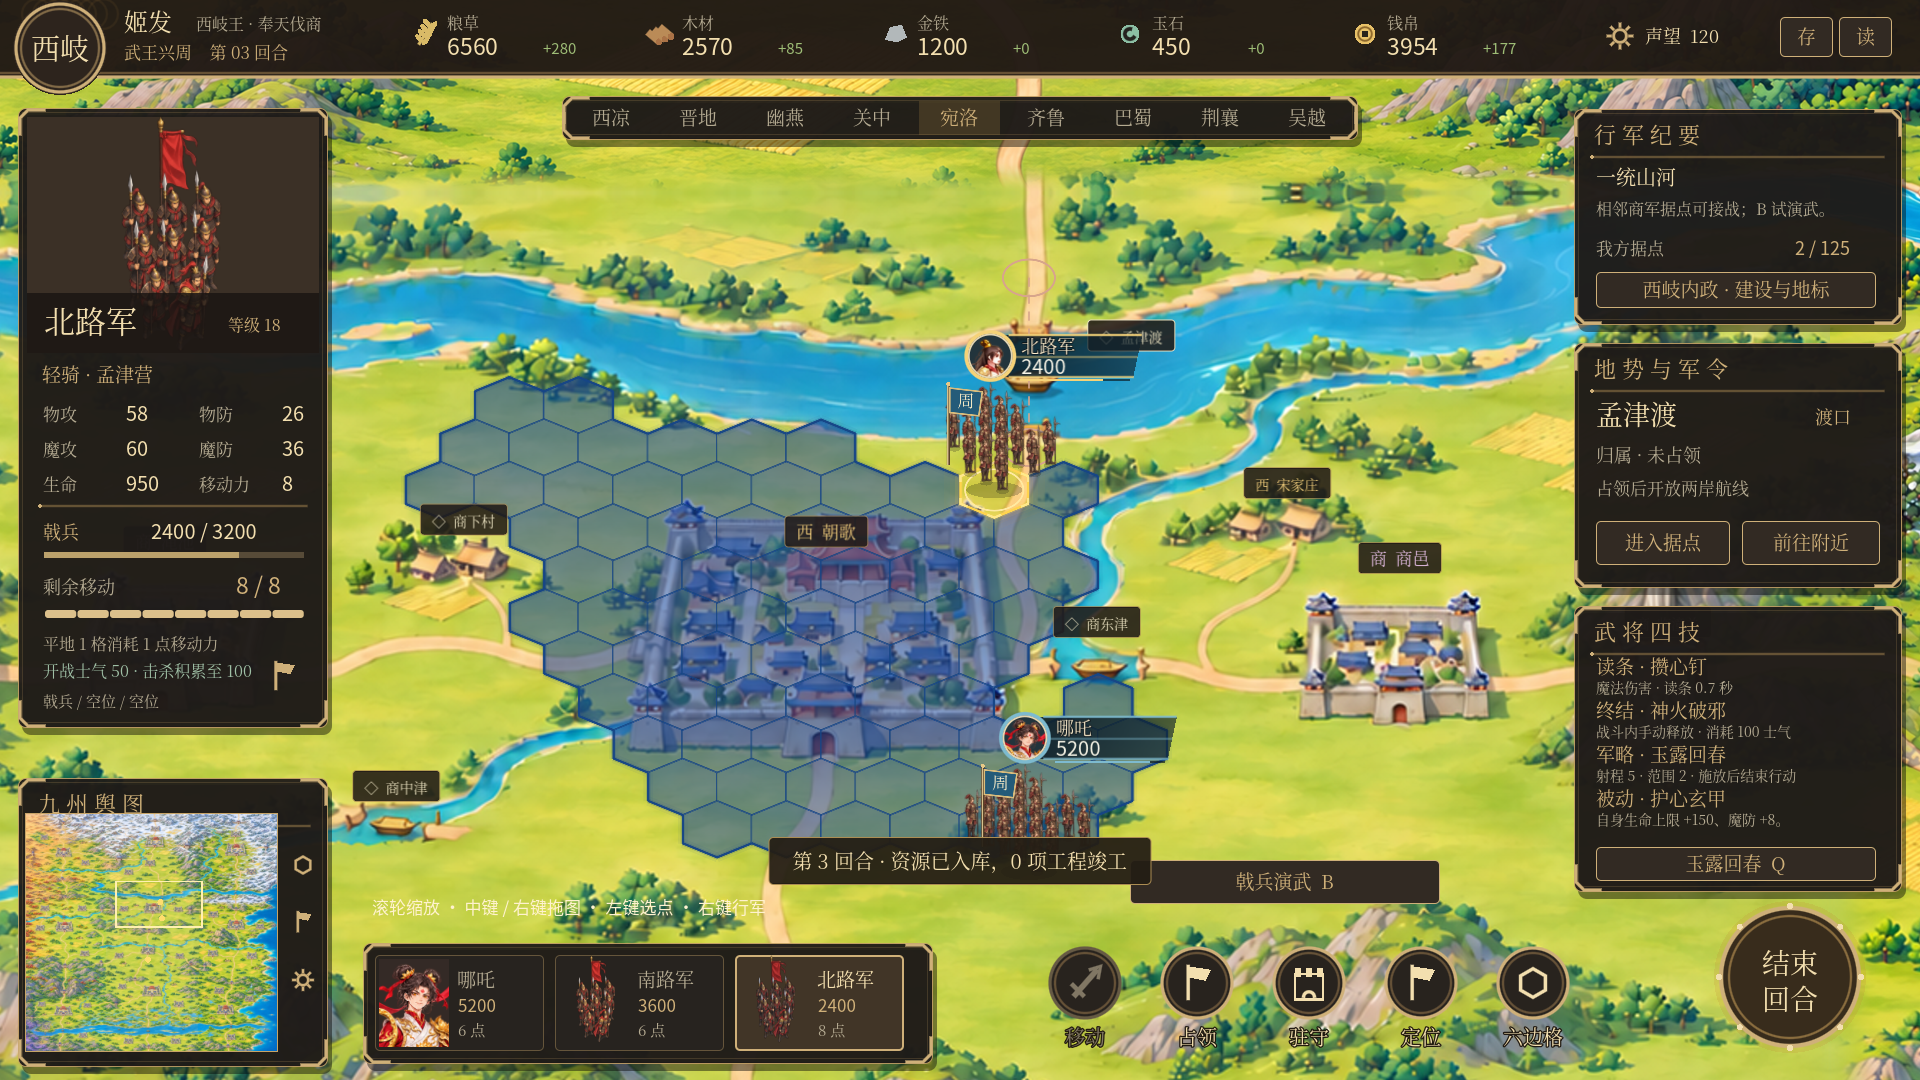 西岐
姬发 西岐王 · 奉天伐商
武王兴周 第 03 回合
粮草
6560 +280
木材
2570 +85
金铁
1200 +0
玉石
450 +0
钱帛
3954 +177
声望 120
存 读
西凉 晋地 幽燕 关中 宛洛 齐鲁 巴蜀 荆襄 吴越
北路军 等级 18
轻骑 · 孟津营
物攻 58 物防 26
魔攻 60 魔防 36
生命 950 移动力 8
戟兵 2400 / 3200
剩余移动 8 / 8
平地 1 格消耗 1 点移动力
开战士气 50 · 击杀积累至 100
戟兵 / 空位 / 空位
九州舆图
◇ 孟津渡
北路军
2400
周
◇ 商下村
西 朝歌
西 宋家庄
商 商邑
◇ 商东津
哪吒
5200
周
◇ 商中津
第 3 回合 · 资源已入库，0 项工程竣工
戟兵演武 B
滚轮缩放 · 中键 / 右键拖图 · 左键选点 · 右键行军
哪吒
5200
6 点
南路军
3600
6 点
北路军
2400
8 点
移动 占领 驻守 定位 六边格
行军纪要
一统山河
相邻商军据点可接战；B 试演武。
我方据点 2 / 125
西岐内政 · 建设与地标
地势与军令
孟津渡 渡口
归属 · 未占领
占领后开放两岸航线
进入据点 前往附近
武将四技
读条 · 攒心钉
魔法伤害 · 读条 0.7 秒
终结 · 神火破邪
战斗内手动释放 · 消耗 100 士气
军略 · 玉露回春
射程 5 · 范围 2 · 施放后结束行动
被动 · 护心玄甲
自身生命上限 +150、魔防 +8。
玉露回春 Q
结束
回合